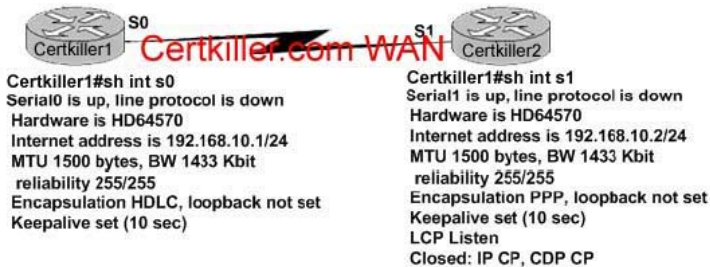 S0
S1
Certkiller1
Certkiller.com WAN
Certkiller2
Certkiller1#sh int s0
Serial0 is up, line protocol is down
Hardware is HD64570
Internet address is 192.168.10.1/24
MTU 1500 bytes, BW 1433 Kbit
reliability 255/255
Encapsulation HDLC, loopback not set
Keepalive set (10 sec)
Certkiller1#sh int s1
Serial1 is up, line protocol is down
Hardware is HD64570
Internet address is 192.168.10.2/24
MTU 1500 bytes, BW 1433 Kbit
reliability 255/255
Encapsulation PPP, loopback not set
Keepalive set (10 sec)
LCP Listen
Closed: IP CP, CDP CP